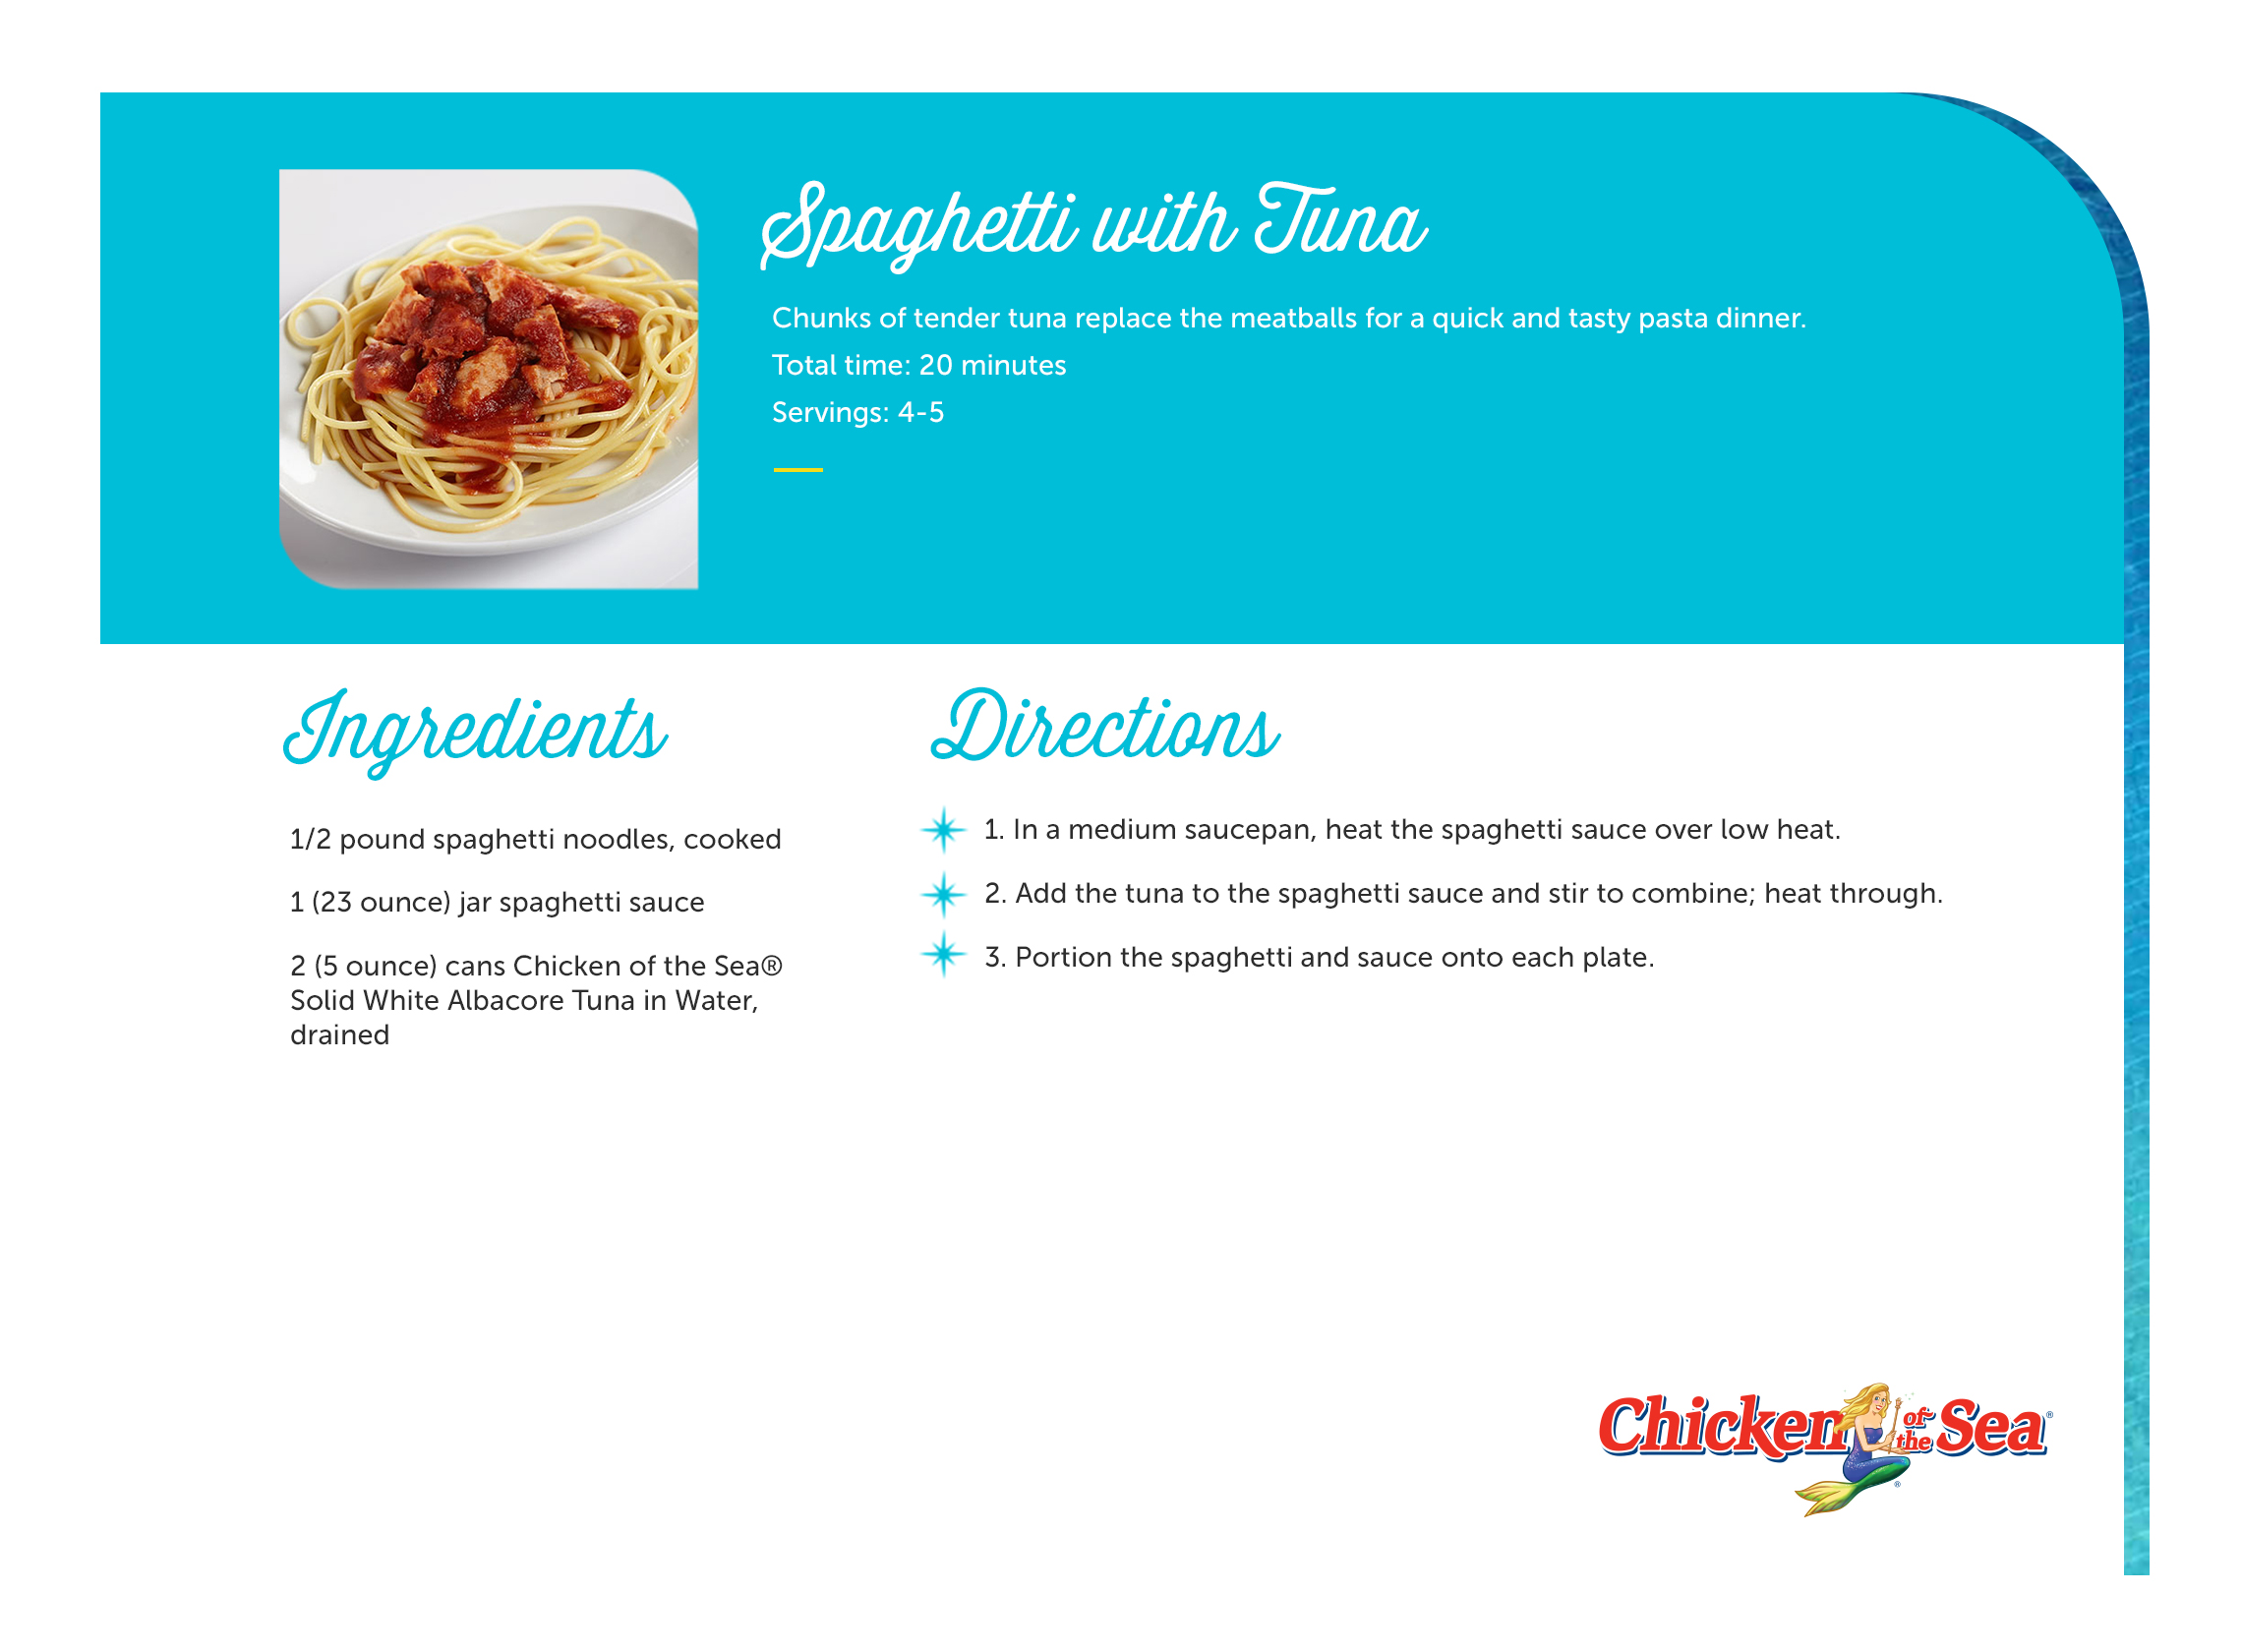 Spaghetti with Tuna
Chunks of tender tuna replace the meatballs for a quick and tasty pasta dinner.
Total time: 20 minutes
Servings: 4-5
Ingredients
1/2 pound spaghetti noodles, cooked
1 (23 ounce) jar spaghetti sauce
2 (5 ounce) cans Chicken of the Sea®
Solid White Albacore Tuna in Water,
drained
Directions
1. In a medium saucepan, heat the spaghetti sauce over low heat.
2. Add the tuna to the spaghetti sauce and stir to combine; heat through.
3. Portion the spaghetti and sauce onto each plate.
Chicken of the Sea®
®